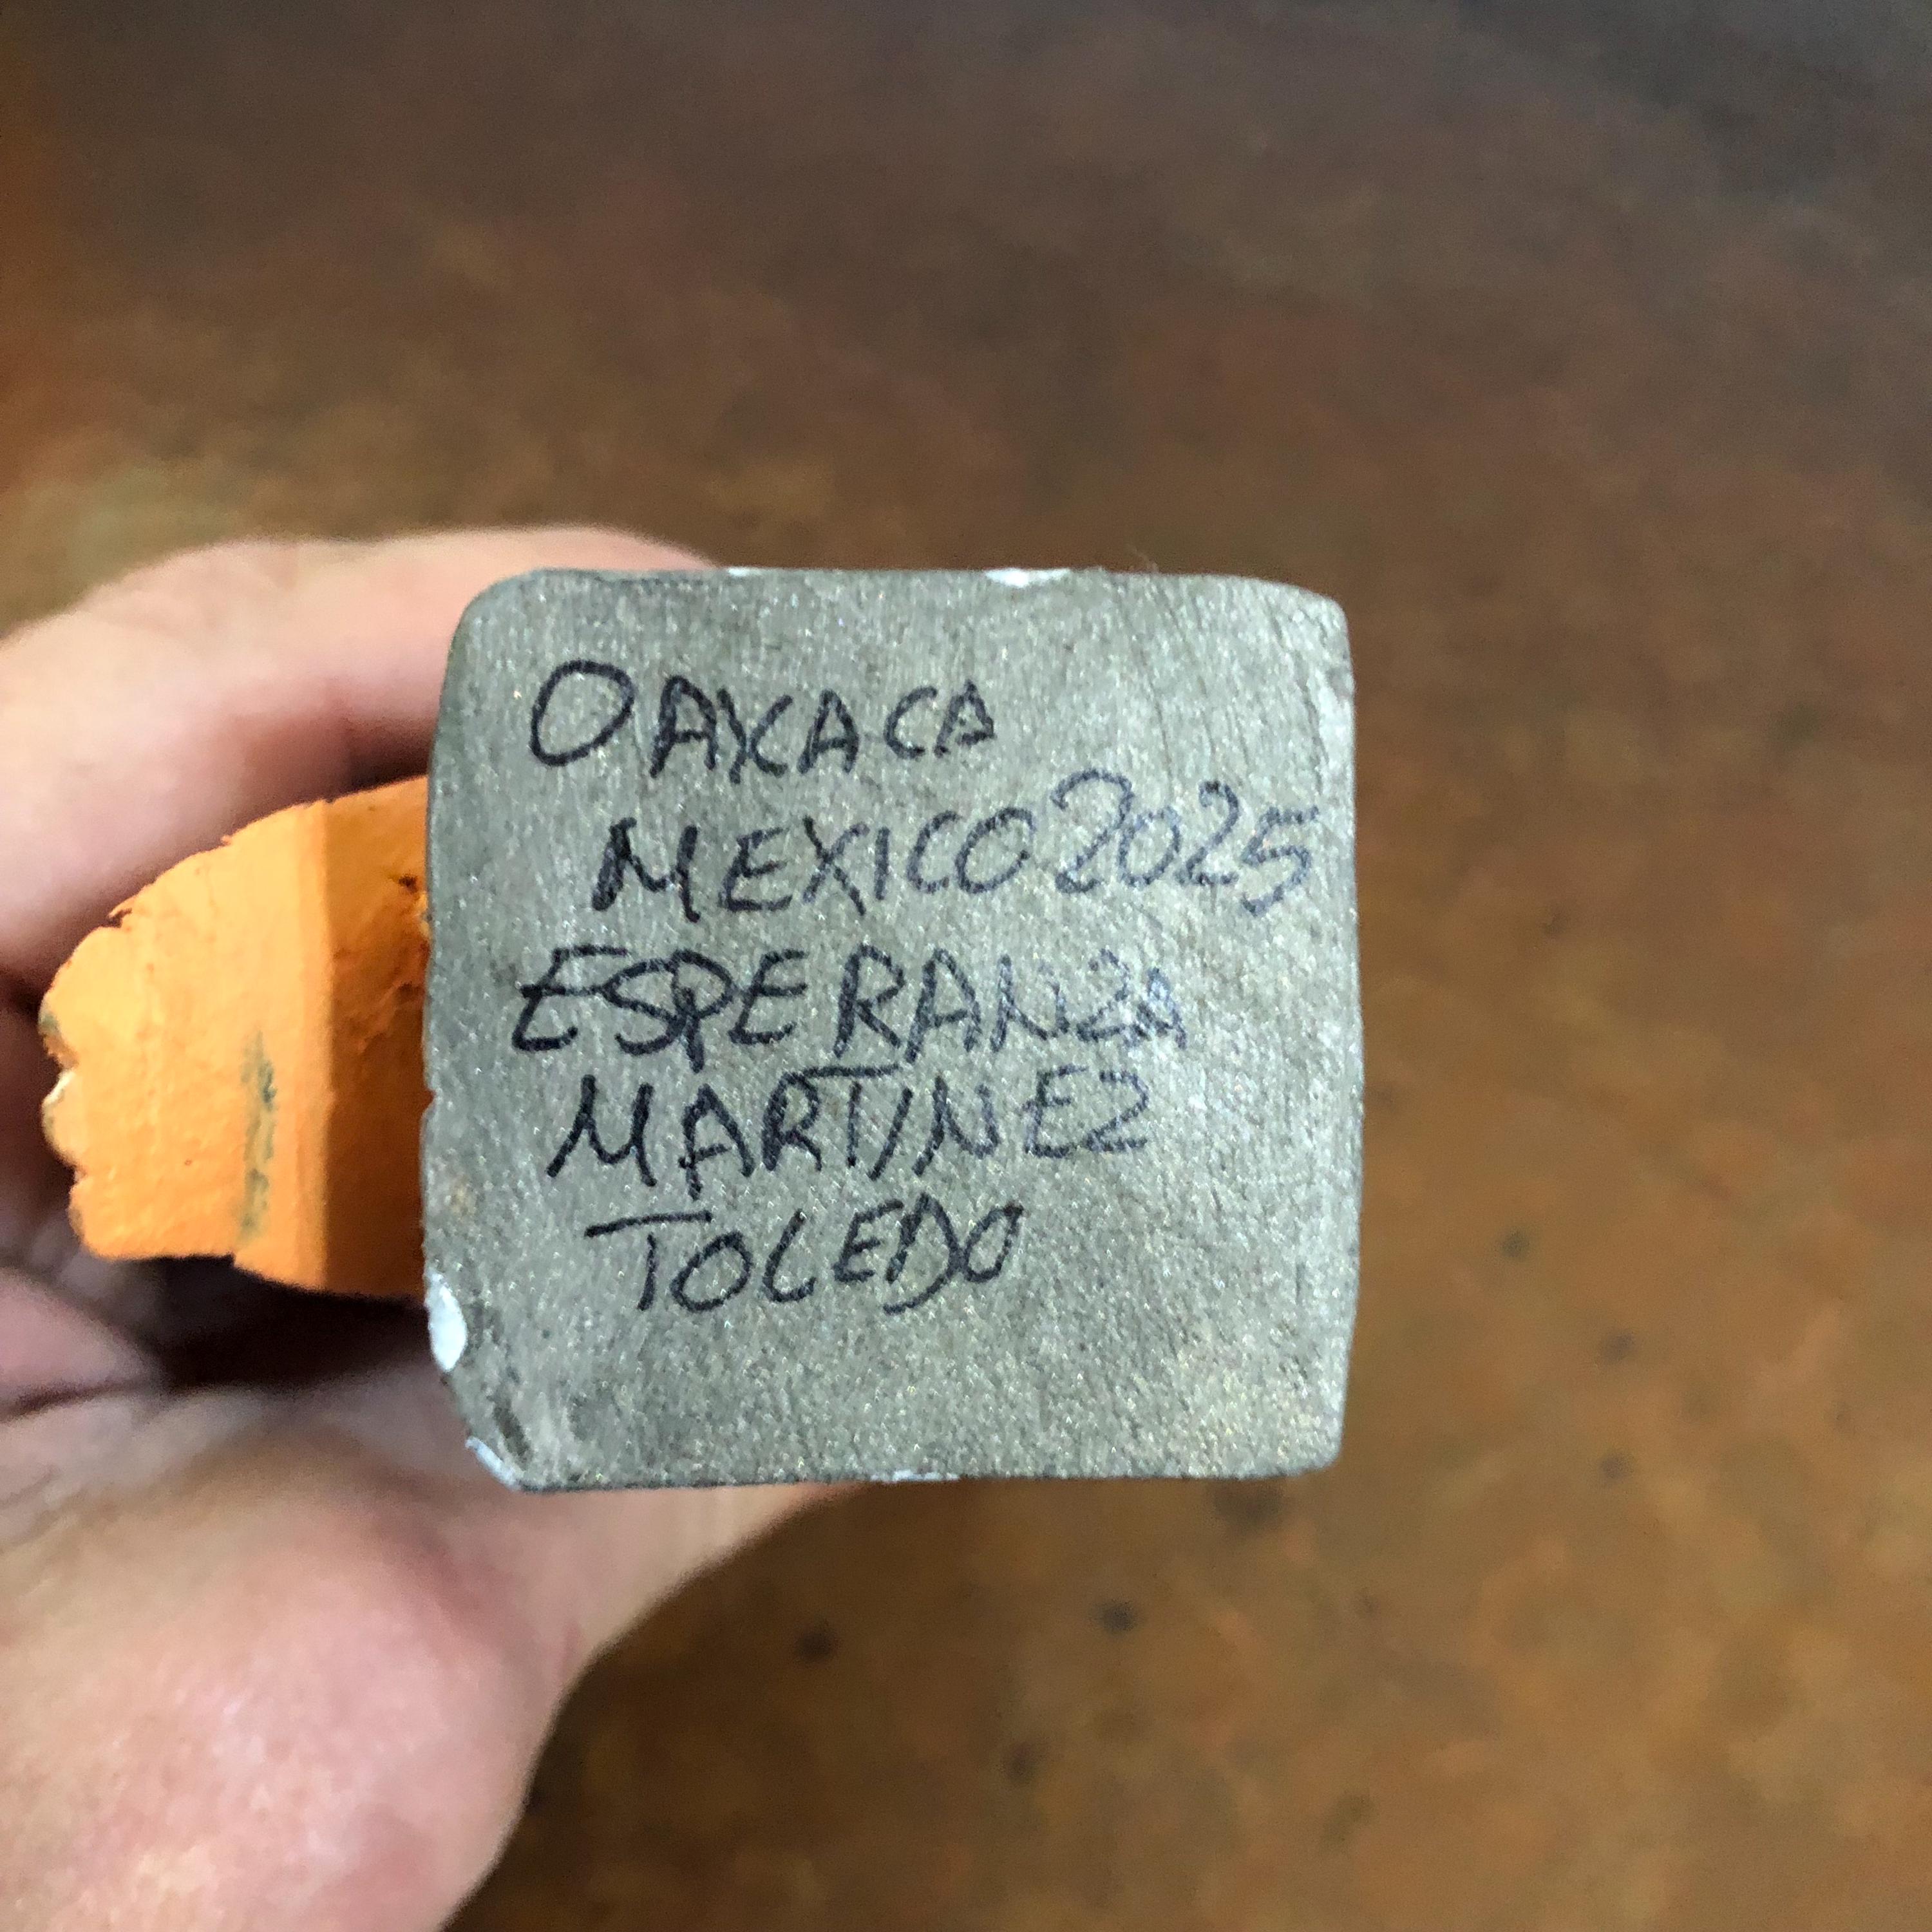 OAXACA
MEXICO 2025
ESPERANZA
MARTINEZ
TOLEDO